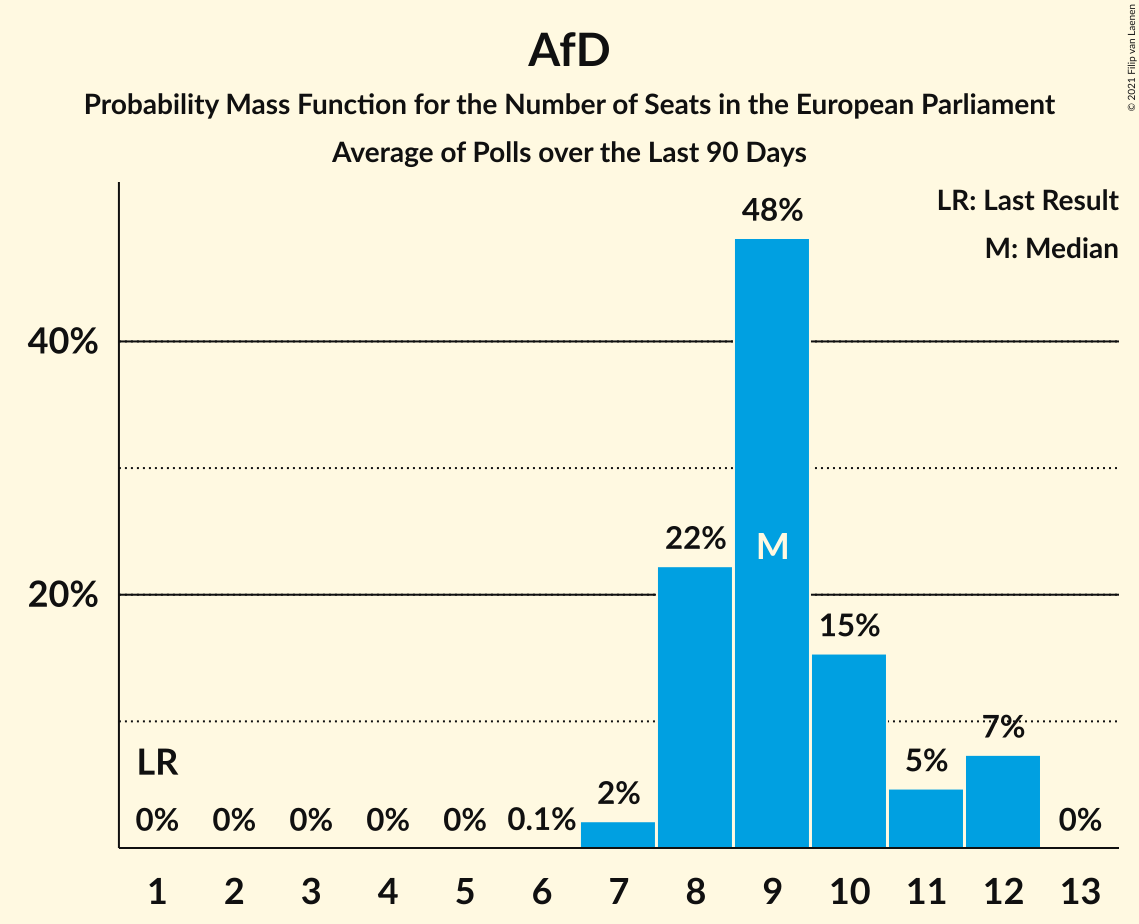 AfD
Probability Mass Function for the Number of Seats in the European Parliament
Average of Polls over the Last 90 Days
© 2021 Filip van Laenen
LR: Last Result
M: Median
48%
40%
22%
M
20%
15%
LR
7%
5%
2%
0% 0% 0% 0% 0% 0.1% 0%
1 2 3 4 5 6 7 8 9 10 11 12 13